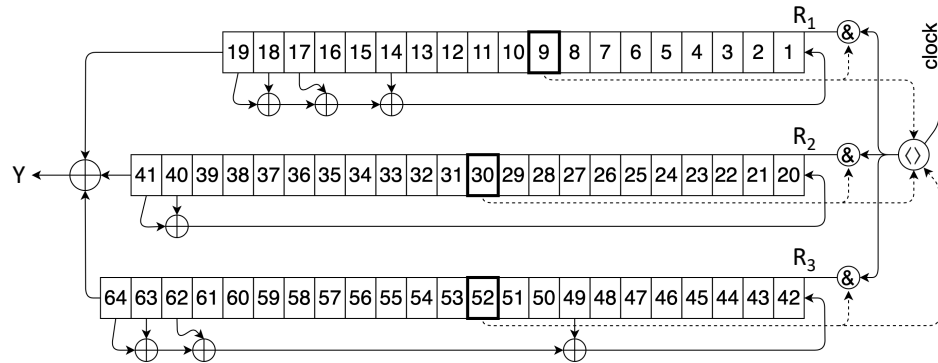 R1 &
19 18 17 16 15 14 13 12 11 10 9 8 7 6 5 4 3 2 1
clock
R2 &
Y 41 40 39 38 37 36 35 34 33 32 31 30 29 28 27 26 25 24 23 22 21 20
R3 &
64 63 62 61 60 59 58 57 56 55 54 53 52 51 50 49 48 47 46 45 44 43 42